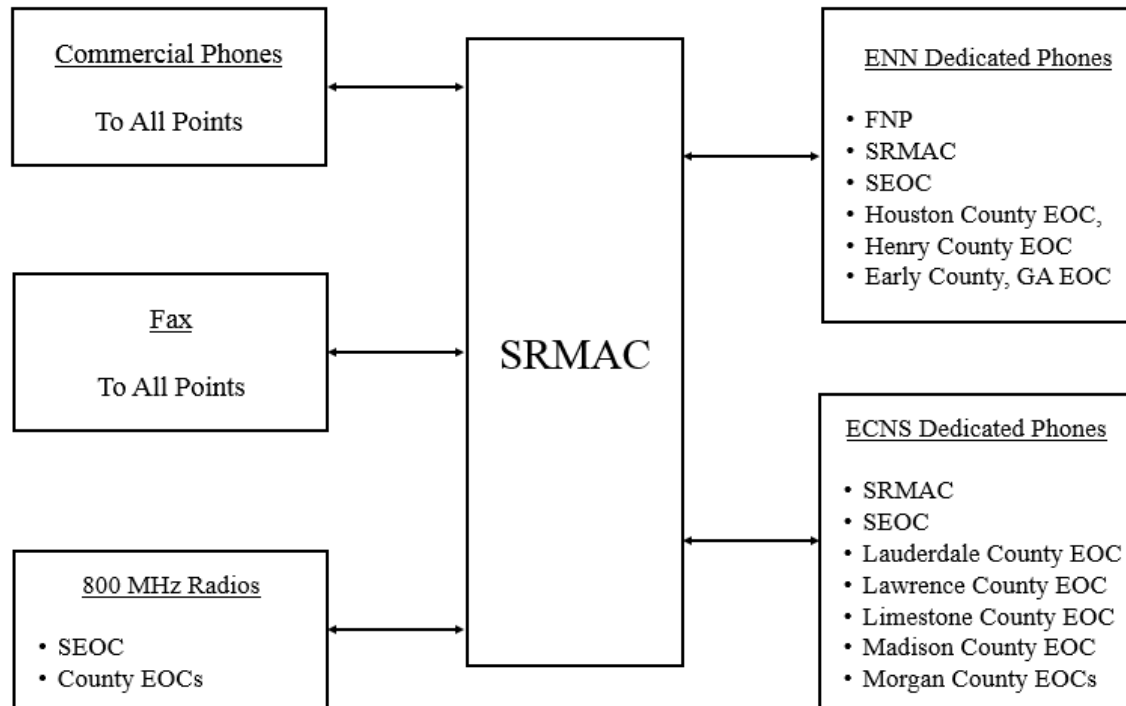 Commercial Phones
To All Points
Fax
To All Points
800 MHz Radios
• SEOC
• County EOCs
SRMAC
ENN Dedicated Phones
• FNP
• SRMAC
• SEOC
• Houston County EOC,
• Henry County EOC
• Early County, GA EOC
ECNS Dedicated Phones
• SRMAC
• SEOC
• Lauderdale County EOC
• Lawrence County EOC
• Limestone County EOC
• Madison County EOC
• Morgan County EOCs